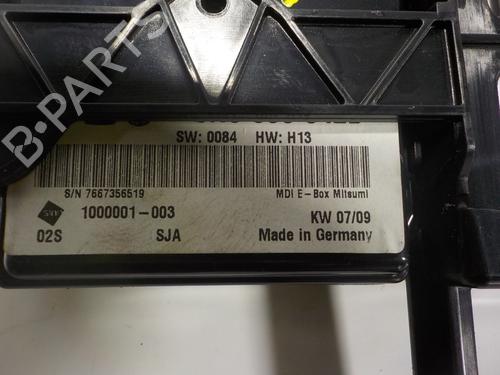 SW: 0084 HW: H13
S/N 7667356519 MDI E-Box Mitsumi
1000001-003 KW 07/09
02S SJA Made in Germany
B-Parts